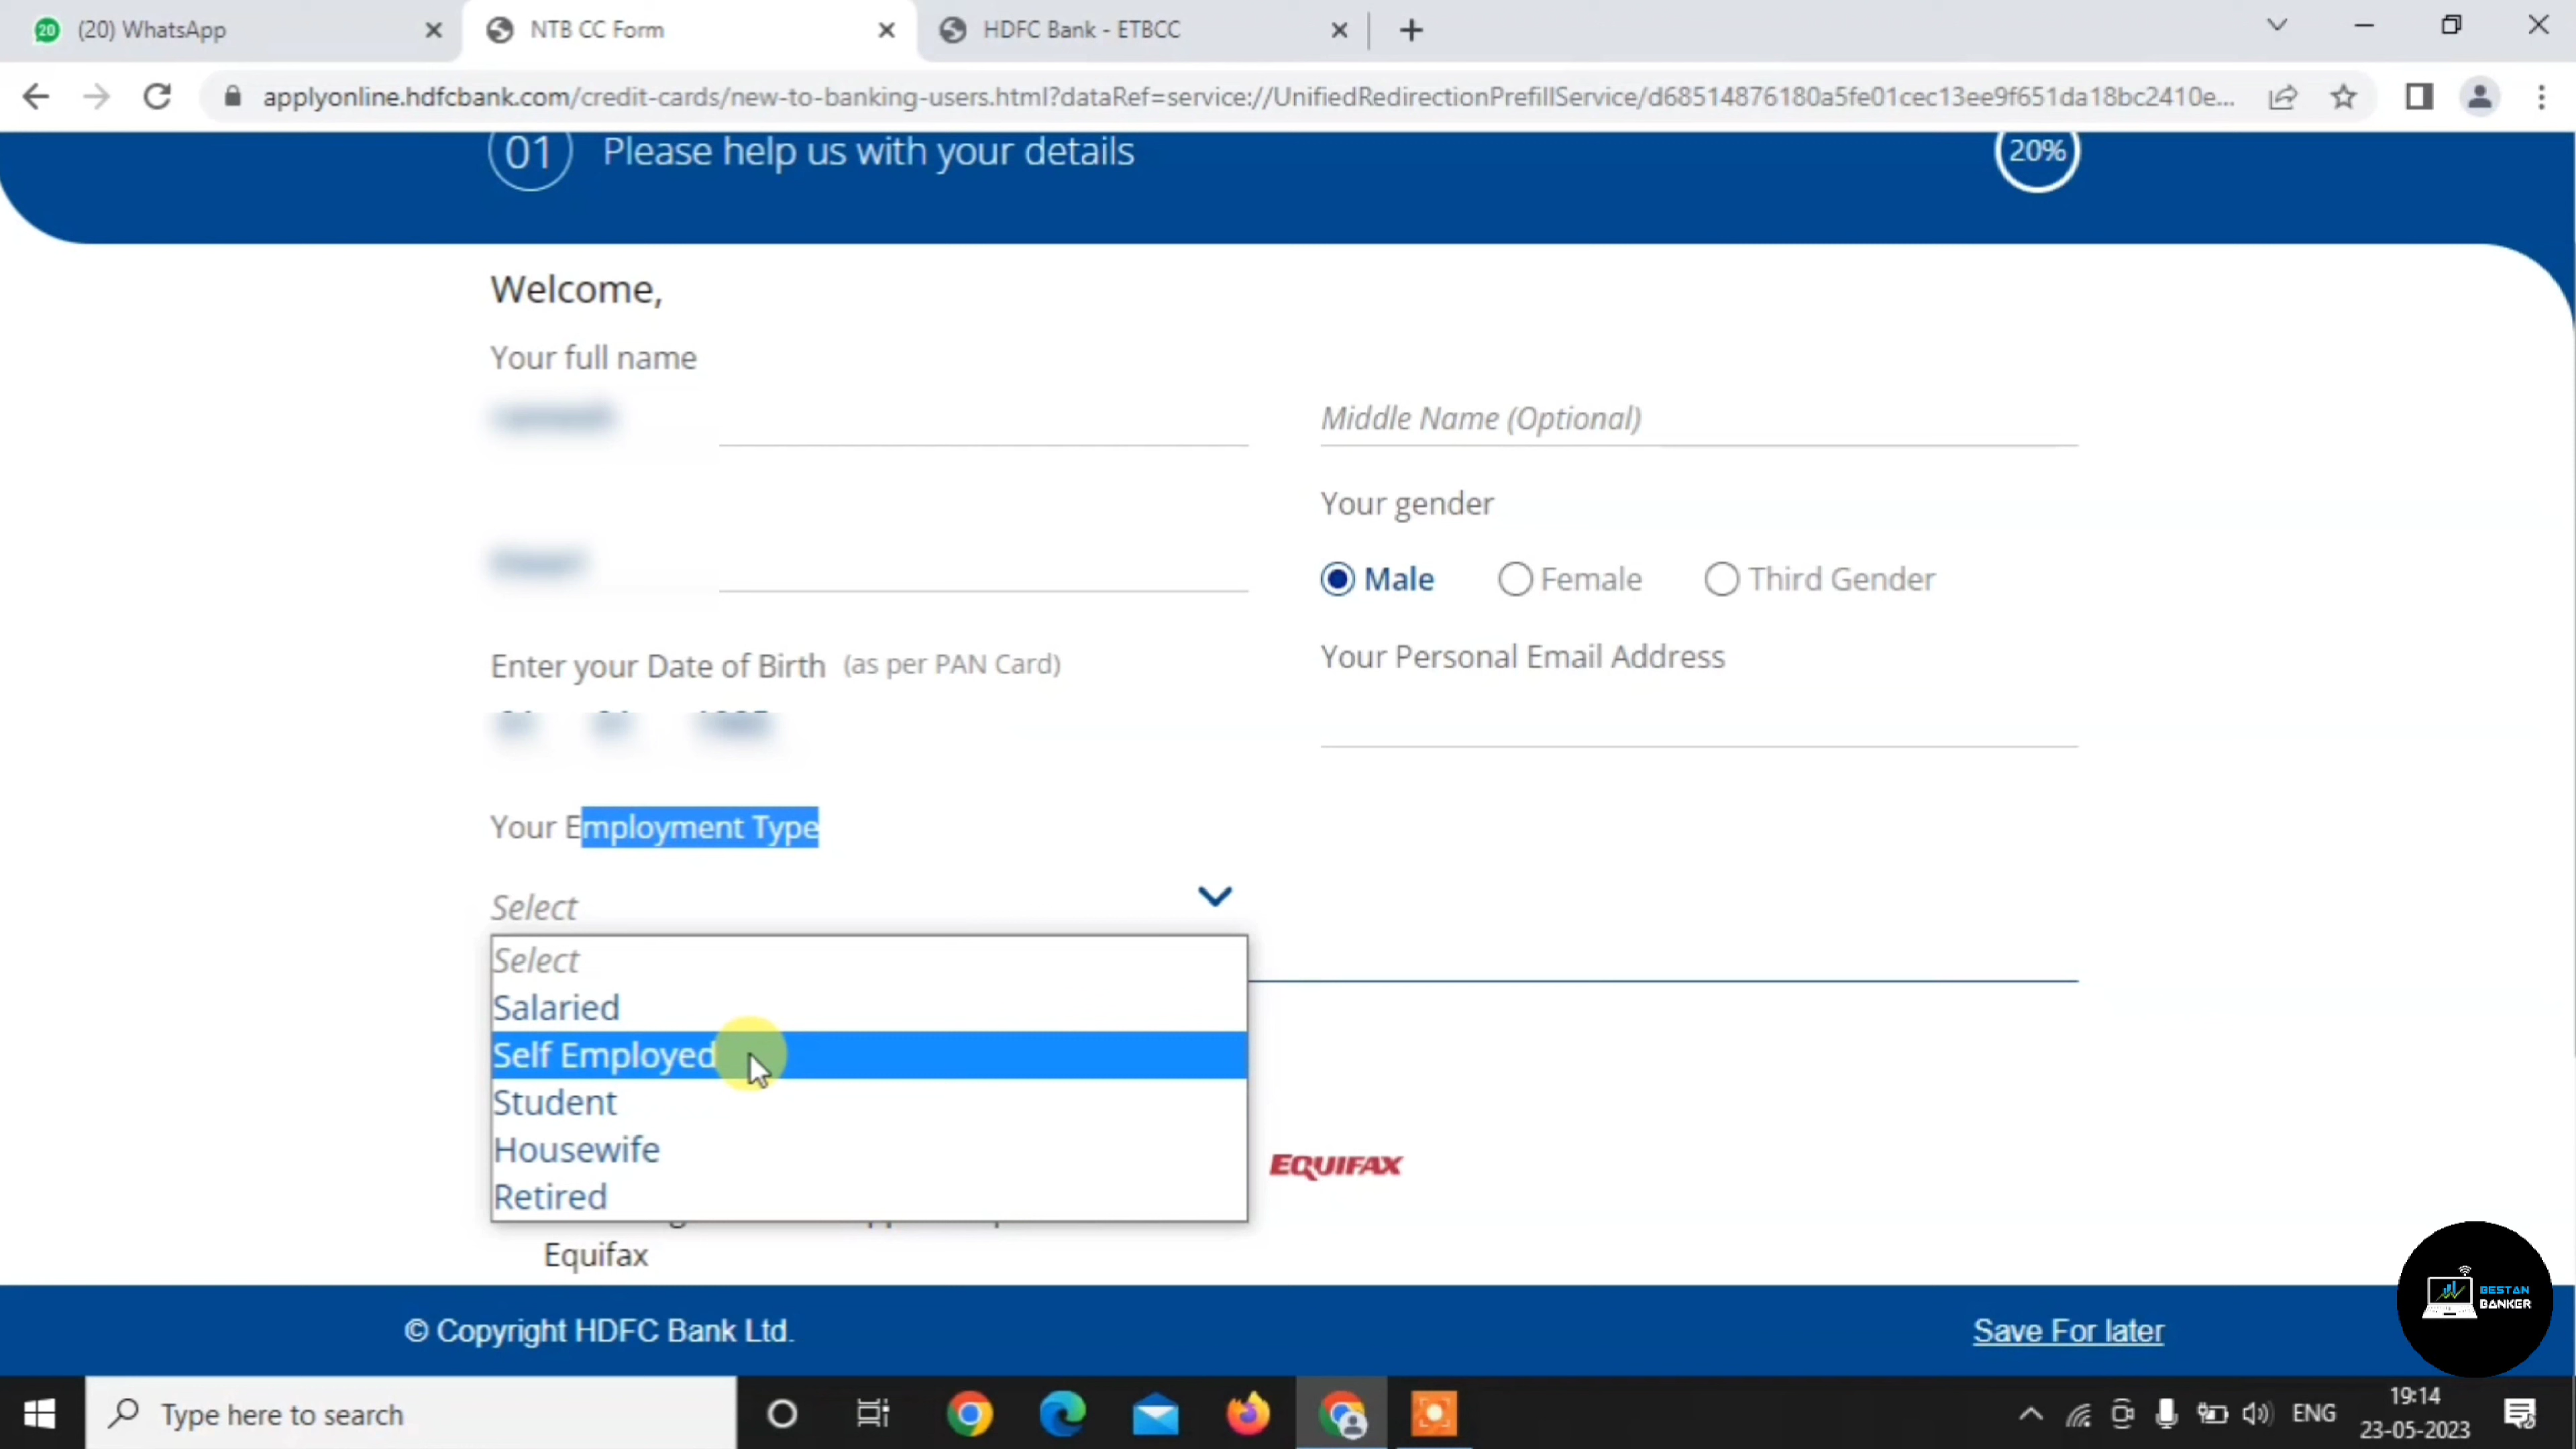 20 (20) WhatsApp
NTB CC Form
HDFC Bank - ETBCC
applyonline.hdfcbank.com/credit-cards/new-to-banking-users.html?dataRef=service://UnifiedRedirectionPrefillService/d68514876180a5fe01cec13ee9f651da18bc2410e...
01 Please help us with your details
20%
Welcome,
Your full name
Middle Name (Optional)
Your gender
Male Female Third Gender
Enter your Date of Birth (as per PAN Card)
Your Personal Email Address
Your Employment Type
Select
Select
Salaried
Self Employed
Student
Housewife
Retired
EQUIFAX
Equifax
© Copyright HDFC Bank Ltd.
Save For later
BESTAN
BANKER
Type here to search
ENG
19:14
23-05-2023